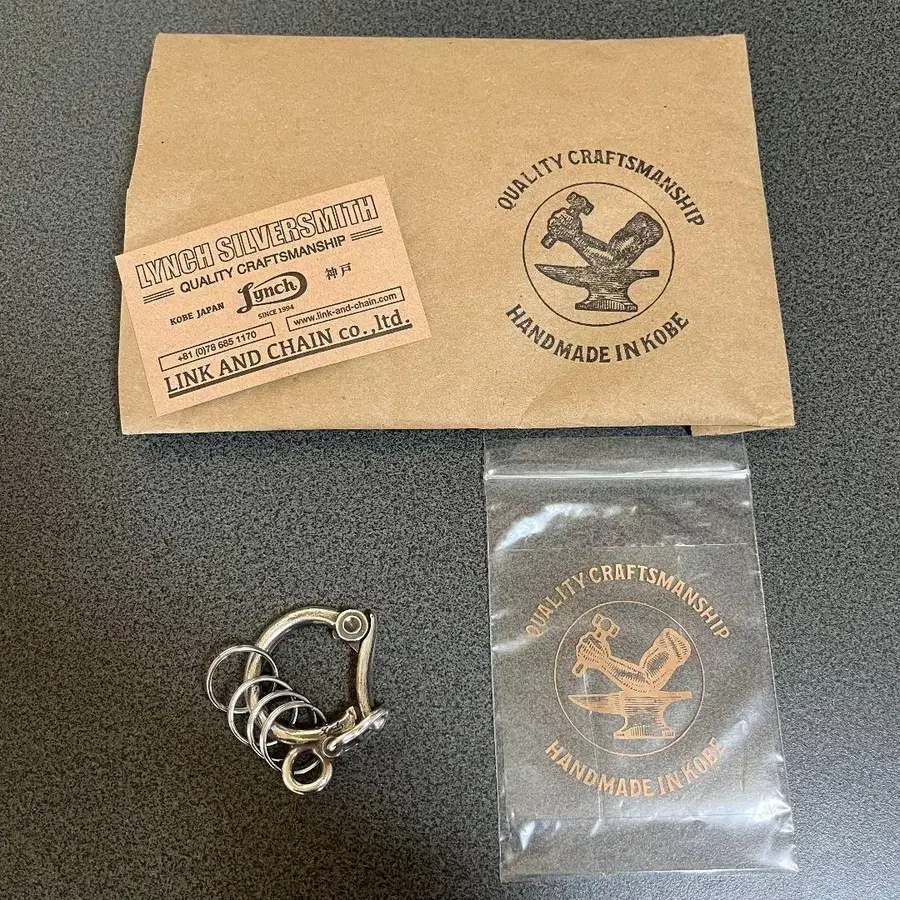 QUALITY CRAFTSMANSHIP
HANDMADE IN KOBE
LYNCH SILVERSMITH
QUALITY CRAFTSMANSHIP
KOBE JAPAN Lynch 神戸
SINCE 1994
+81 (0)78 685 1170 www.link-and-chain.com
LINK AND CHAIN co.,ltd.
QUALITY CRAFTSMANSHIP
HANDMADE IN KOBE